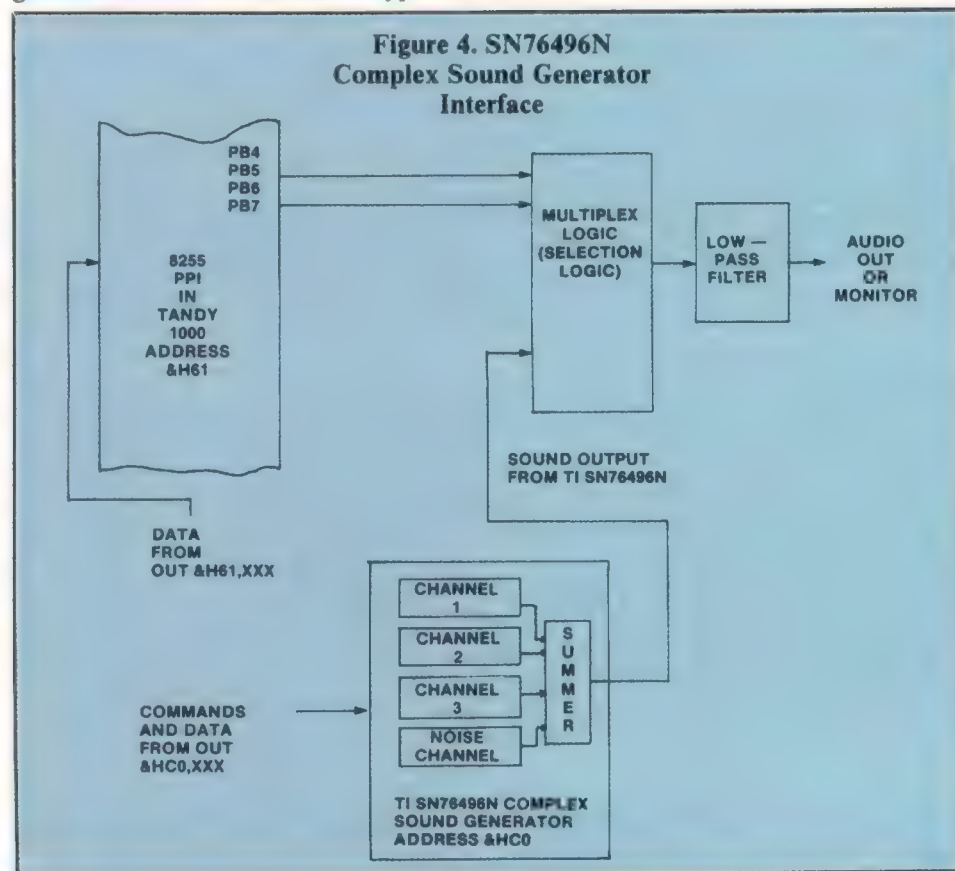 Figure 4. SN76496N
Complex Sound Generator
Interface
PB4
PB5
PB6
PB7
8255
PPI
IN
TANDY
1000
ADDRESS
&H61
MULTIPLEX
LOGIC
(SELECTION
LOGIC)
LOW —
PASS
FILTER
AUDIO
OUT
OR
MONITOR
SOUND OUTPUT
FROM TI SN76496N
DATA
FROM
OUT &H61,XXX
CHANNEL
1
CHANNEL
2
CHANNEL
3
NOISE
CHANNEL
SUMMER
COMMANDS
AND DATA
FROM OUT
&HC0,XXX
TI SN76496N COMPLEX
SOUND GENERATOR
ADDRESS &HC0